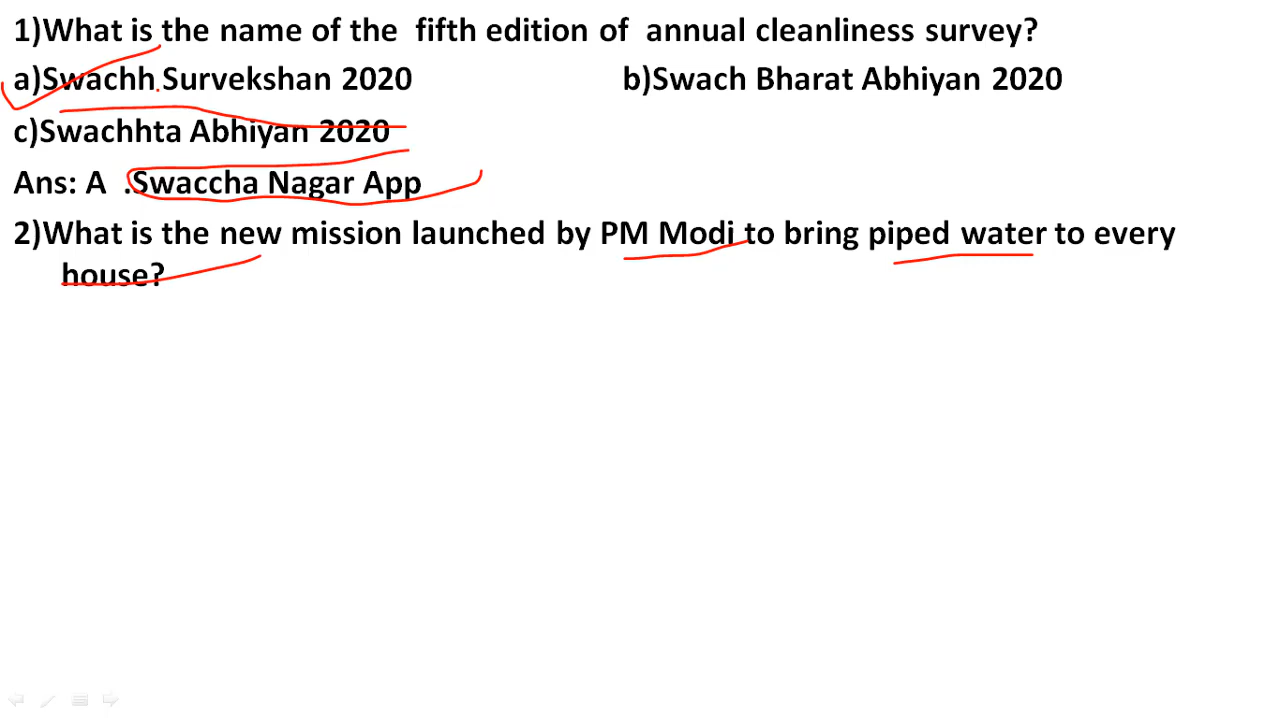 1)What is the name of the fifth edition of annual cleanliness survey?
a)Swachh Survekshan 2020 b)Swach Bharat Abhiyan 2020
c)Swachhta Abhiyan 2020
Ans: A .Swaccha Nagar App
2)What is the new mission launched by PM Modi to bring piped water to every
house?